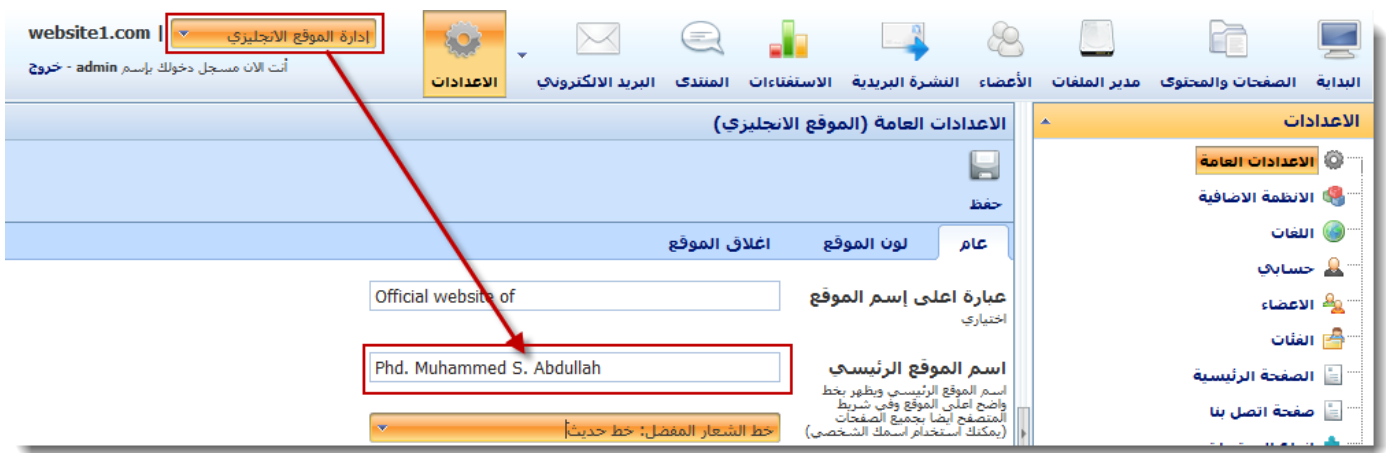 إدارة الموقع الانجليزي | website1.com
أنت الان مسجل دخولك بإسم admin - خروج
البداية
الصفحات والمحتوى
مدير الملفات
الأعضاء
النشرة البريدية
الاستفتاءات
المنتدى
البريد الالكتروني
الاعدادات
الاعدادات
الاعدادات العامة
الانظمة الاضافية
اللغات
حسابي
الاعضاء
الفئات
الصفحة الرئيسية
صفحة اتصل بنا
الاعدادات العامة (الموقع الانجليزي)
حفظ
عام
لون الموقع
اغلاق الموقع
عبارة اعلى إسم الموقع
اختياري
Official website of
اسم الموقع الرئيسي
اسم الموقع الرئيسي ويظهر بخط
واضح اعلى الموقع وفي شريط
المتصفح ايضا بجميع الصفحات
(يمكنك استخدام اسمك الشخصي)
Phd. Muhammed S. Abdullah
خط الشعار المفضل: خط حديث